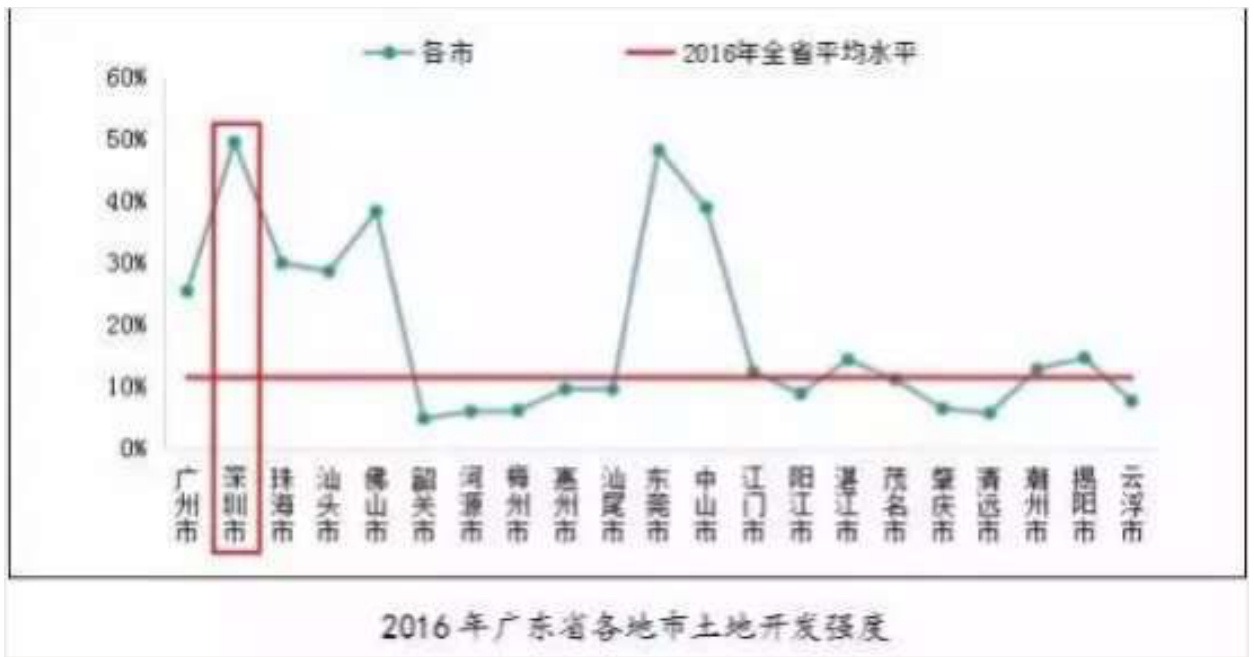 各市
2016年全省平均水平
60%
50%
40%
30%
20%
10%
0%
广州市
深圳市
珠海市
汕头市
佛山市
韶关市
河源市
梅州市
惠州市
汕尾市
东莞市
中山市
江门市
阳江市
湛江市
茂名市
肇庆市
清远市
潮州市
揭阳市
云浮市
2016年广东省各地市土地开发强度